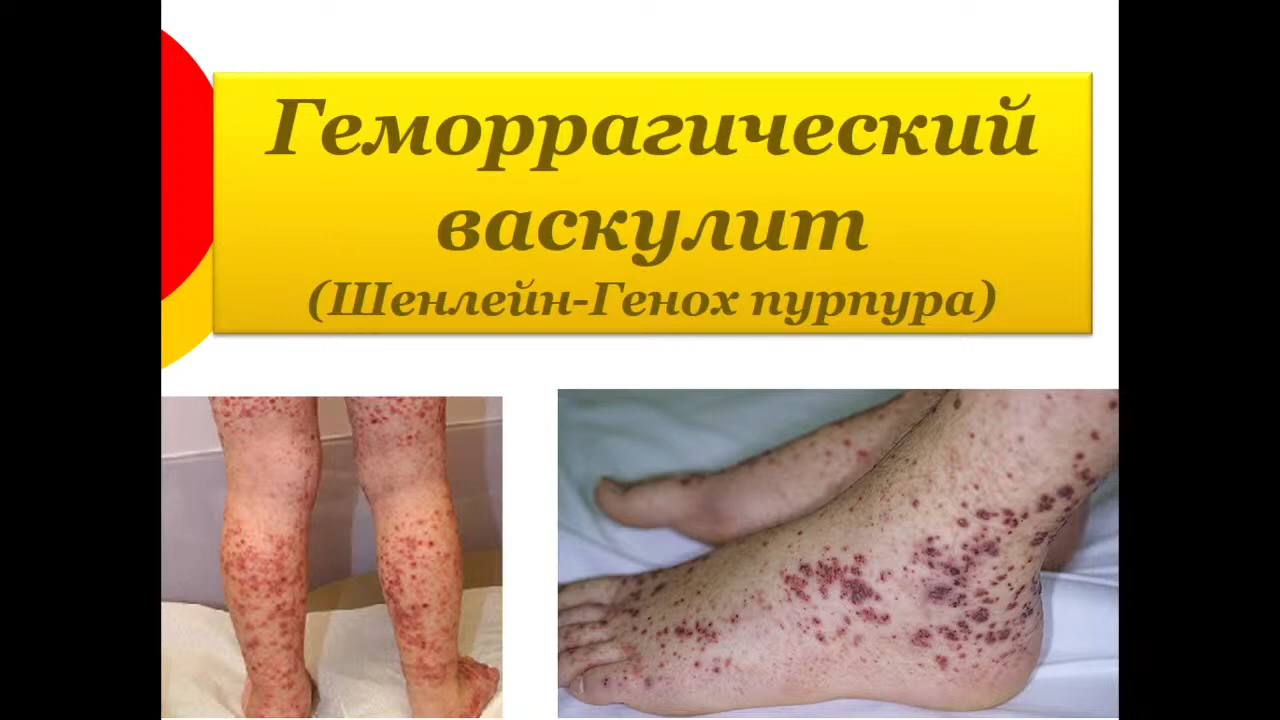 Геморрагический
васкулит
(Шенлейн-Генох пурпура)